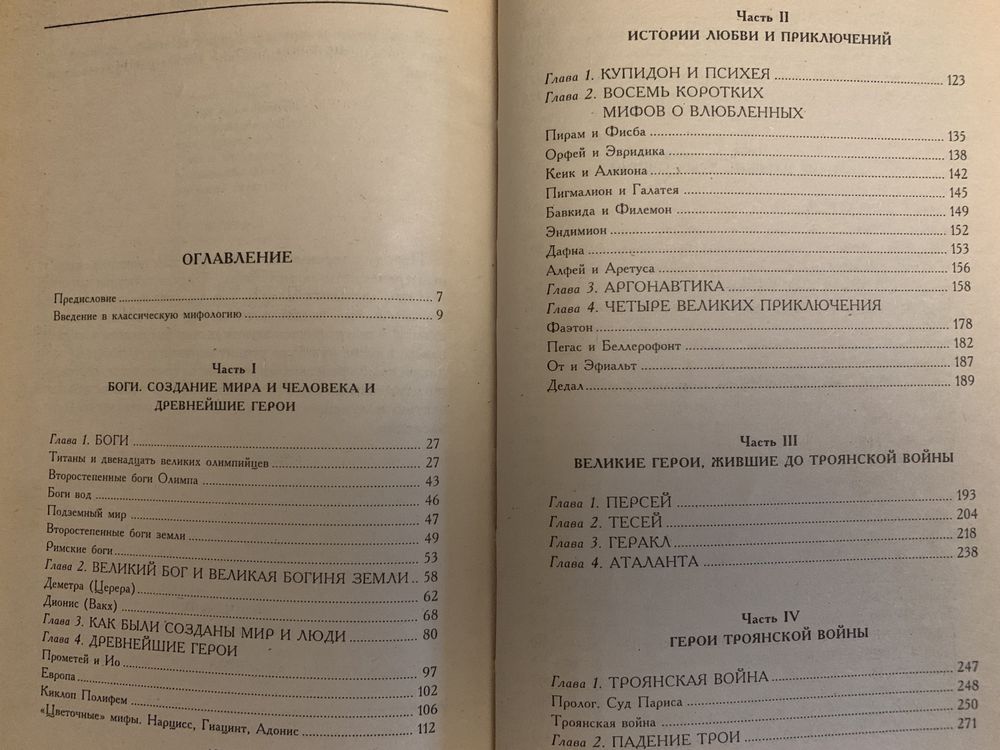 ОГЛАВЛЕНИЕ
Предисловие 7
Введение в классическую мифологию 9
Часть I
БОГИ. СОЗДАНИЕ МИРА И ЧЕЛОВЕКА И
ДРЕВНЕЙШИЕ ГЕРОИ
Глава 1. БОГИ 27
Титаны и двенадцать великих олимпийцев 27
Второстепенные боги Олимпа 43
Боги вод 46
Подземный мир 47
Второстепенные боги земли 49
Римские боги 53
Глава 2. ВЕЛИКИЙ БОГ И ВЕЛИКАЯ БОГИНЯ ЗЕМЛИ .. 58
Деметра (Церера) 62
Дионис (Вакх) 68
Глава 3. КАК БЫЛИ СОЗДАНЫ МИР И ЛЮДИ 80
Глава 4. ДРЕВНЕЙШИЕ ГЕРОИ
Прометей и Ио 97
Европа 102
Киклоп Полифем 106
«Цветочные» мифы. Нарцисс, Гиацинт, Адонис 112
Часть II
ИСТОРИИ ЛЮБВИ И ПРИКЛЮЧЕНИЙ
Глава 1. КУПИДОН И ПСИХЕЯ 123
Глава 2. ВОСЕМЬ КОРОТКИХ
МИФОВ О ВЛЮБЛЕННЫХ
Пирам и Фисба 135
Орфей и Эвридика 138
Кеик и Алкиона 142
Пигмалион и Галатея 145
Бавкида и Филемон 149
Эндимион 152
Дафна 153
Алфей и Аретуса 156
Глава 3. АРГОНАВТИКА 158
Глава 4. ЧЕТЫРЕ ВЕЛИКИХ ПРИКЛЮЧЕНИЯ
Фаэтон 178
Пегас и Беллерофонт 182
От и Эфиальт 187
Дедал 189
Часть III
ВЕЛИКИЕ ГЕРОИ, ЖИВШИЕ ДО ТРОЯНСКОЙ ВОЙНЫ
Глава 1. ПЕРСЕЙ 193
Глава 2. ТЕСЕЙ 204
Глава 3. ГЕРАКЛ 218
Глава 4. АТАЛАНТА 238
Часть IV
ГЕРОИ ТРОЯНСКОЙ ВОЙНЫ
Глава 1. ТРОЯНСКАЯ ВОЙНА 247
Пролог. Суд Париса 248
Троянская война 250
Глава 2. ПАДЕНИЕ ТРОИ 271